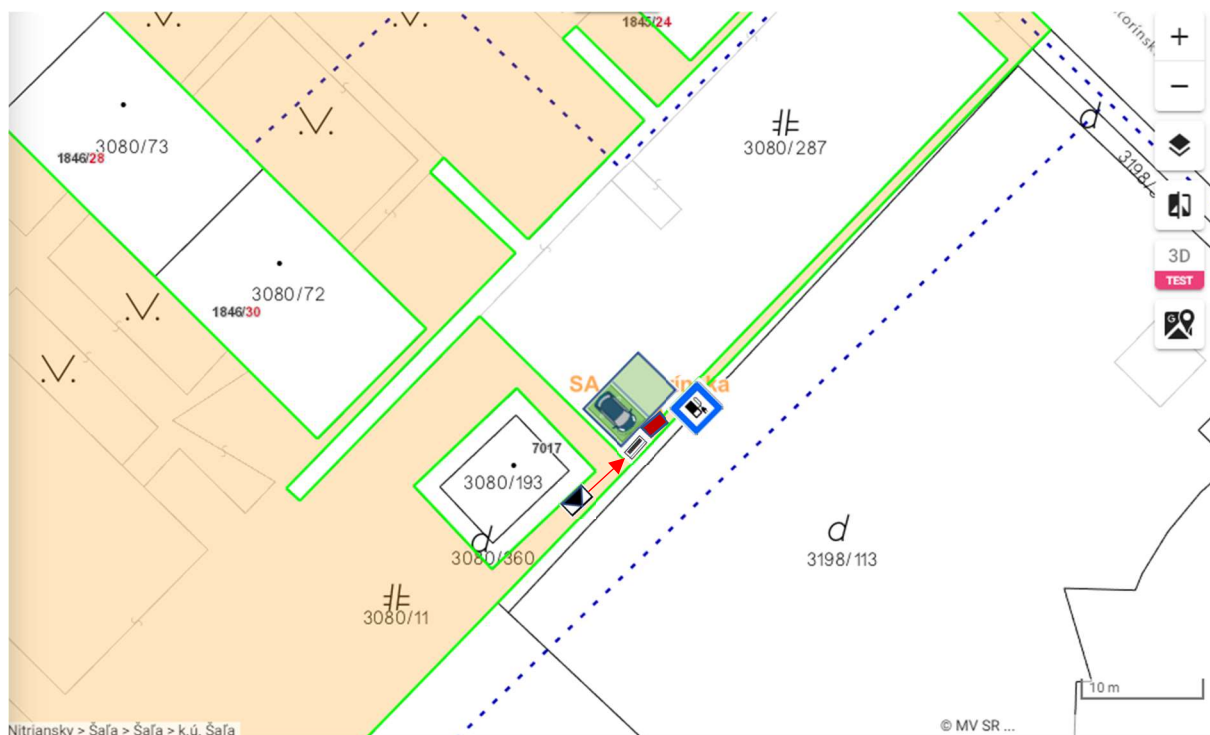 1845/24
+
3080/73
1846/28
3080/287
d
3D
TEST
3080/72
1846/30
SA
7017
3080/193
d
3080/360
d
3198/113
3080/11
10 m
Nitriansky > Šaľa > Šaľa > k.ú. Šaľa
© MV SR ...